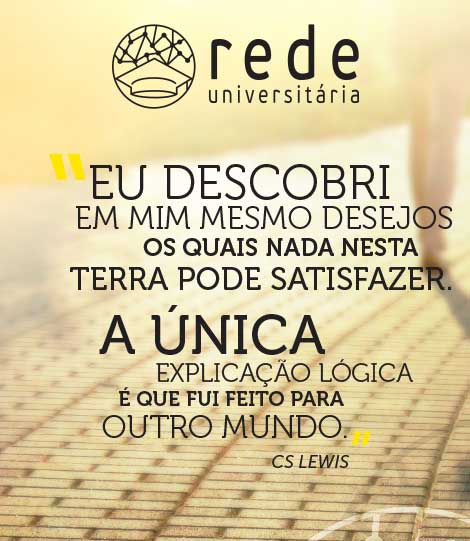 rede
universitária
"EU DESCOBRI
EM MIM MESMO DESEJOS
OS QUAIS NADA NESTA
TERRA PODE SATISFAZER.
A ÚNICA
EXPLICAÇÃO LÓGICA
É QUE FUI FEITO PARA
OUTRO MUNDO."
CS LEWIS